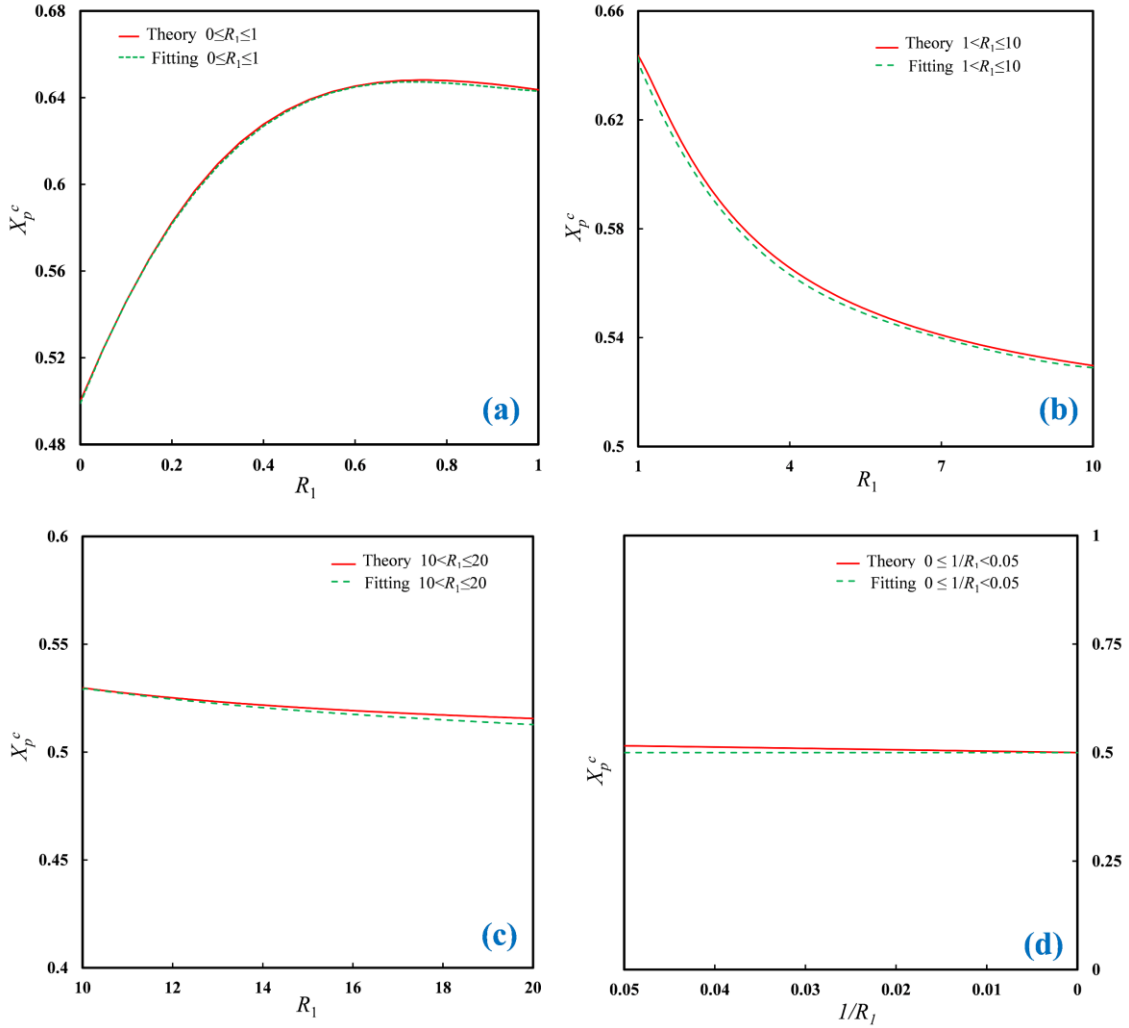 0.68
Theory 0≤R₁≤1
Fitting 0≤R₁≤1
0.64
0.6
0.56
0.52
0.48
X_p^c
(a)
0 0.2 0.4 0.6 0.8 1
R₁
0.66
Theory 1<R₁≤10
Fitting 1<R₁≤10
0.62
0.58
0.54
0.5
X_p^c
(b)
1 4 7 10
R₁
0.6
Theory 10<R₁≤20
Fitting 10<R₁≤20
0.55
0.5
0.45
0.4
X_p^c
(c)
10 12 14 16 18 20
R₁
1
Theory 0 ≤ 1/R₁<0.05
Fitting 0 ≤ 1/R₁<0.05
0.75
0.5
0.25
0
X_p^c
(d)
0.05 0.04 0.03 0.02 0.01 0
1/R₁